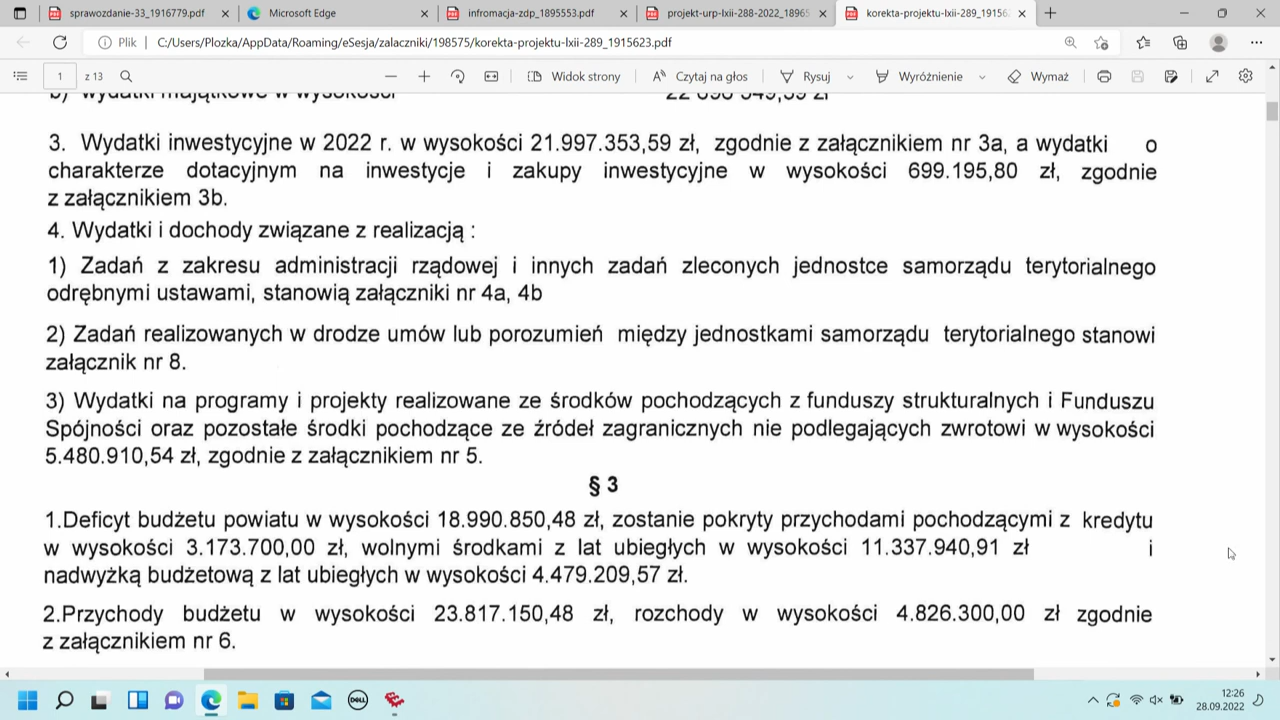 sprawozdanie-33_1916779.pdf
Microsoft Edge
infromacja-zdp_1895553.pdf
projekt-urp-lxii-288-2022_18965
korekta-projektu-lxii-289_19156
Plik | C:/Users/Plozka/AppData/Roaming/eSesja/zalaczniki/198575/korekta-projektu-lxii-289_1915623.pdf
1 z 13 Widok strony Czytaj na głos Rysuj Wyróżnienie Wymaż
b) wydatki majątkowe w wysokości
3. Wydatki inwestycyjne w 2022 r. w wysokości 21.997.353,59 zł, zgodnie z załącznikiem nr 3a, a wydatki o
charakterze dotacyjnym na inwestycje i zakupy inwestycyjne w wysokości 699.195,80 zł, zgodnie
z załącznikiem 3b.
4. Wydatki i dochody związane z realizacją :
1) Zadań z zakresu administracji rządowej i innych zadań zleconych jednostce samorządu terytorialnego
odrębnymi ustawami, stanowią załączniki nr 4a, 4b
2) Zadań realizowanych w drodze umów lub porozumień między jednostkami samorządu terytorialnego stanowi
załącznik nr 8.
3) Wydatki na programy i projekty realizowane ze środków pochodzących z funduszy strukturalnych i Funduszu
Spójności oraz pozostałe środki pochodzące ze źródeł zagranicznych nie podlegających zwrotowi w wysokości
5.480.910,54 zł, zgodnie z załącznikiem nr 5.
§ 3
1.Deficyt budżetu powiatu w wysokości 18.990.850,48 zł, zostanie pokryty przychodami pochodzącymi z kredytu
w wysokości 3.173.700,00 zł, wolnymi środkami z lat ubiegłych w wysokości 11.337.940,91 zł i
nadwyżką budżetową z lat ubiegłych w wysokości 4.479.209,57 zł.
2.Przychody budżetu w wysokości 23.817.150,48 zł, rozchody w wysokości 4.826.300,00 zł zgodnie
z załącznikiem nr 6.
DELL
12:26
28.09.2022